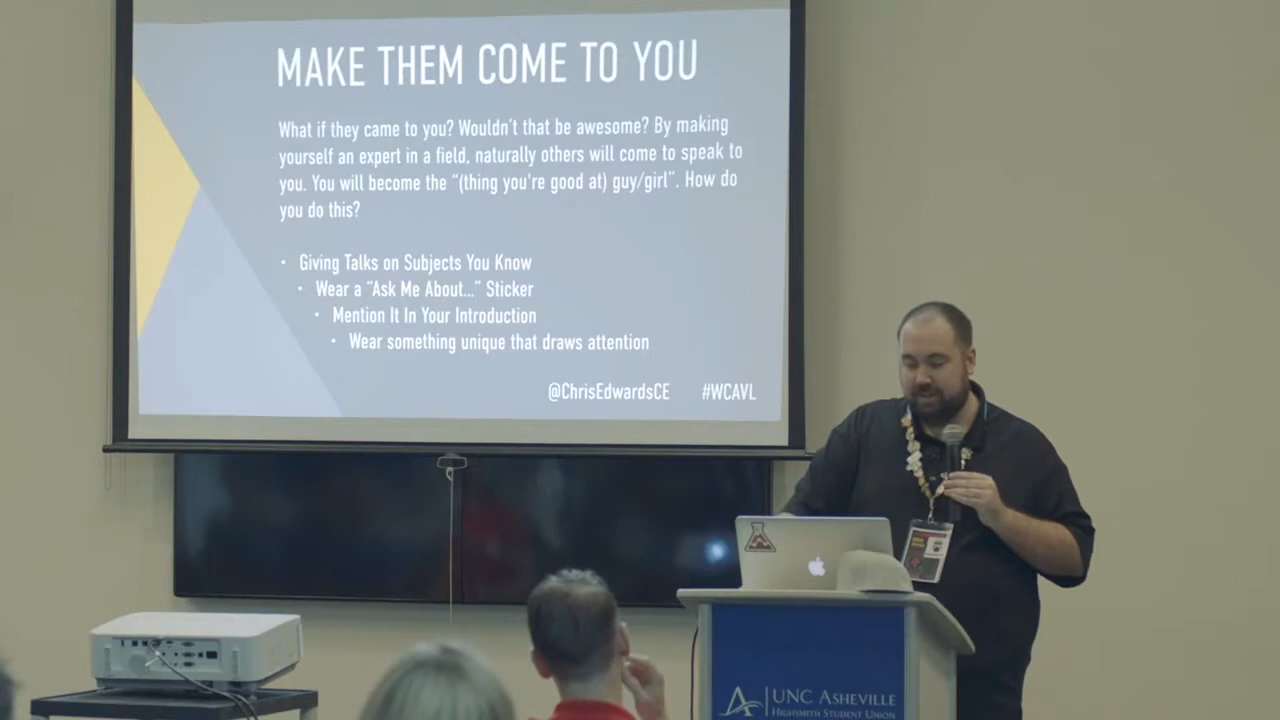 MAKE THEM COME TO YOU
What if they came to you? Wouldn't that be awesome? By making
yourself an expert in a field, naturally others will come to speak to
you. You will become the “(thing you're good at) guy/girl”. How do
you do this?
• Giving Talks on Subjects You Know
• Wear a “Ask Me About...” Sticker
• Mention It In Your Introduction
• Wear something unique that draws attention
@ChrisEdwardsCE #WCAVL
UNC ASHEVILLE
HIGHSMITH STUDENT UNION